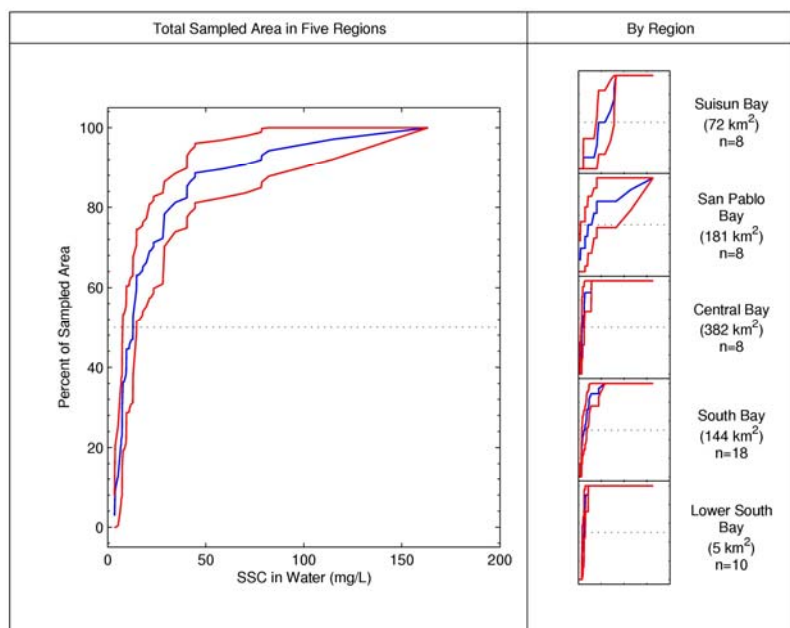 Total Sampled Area in Five Regions
By Region
100
80
60
40
20
0
Percent of Sampled Area
0 50 100 150 200
SSC in Water (mg/L)
Suisun Bay
(72 km²)
n=8
San Pablo
Bay
(181 km²)
n=8
Central Bay
(382 km²)
n=8
South Bay
(144 km²)
n=18
Lower South
Bay
(5 km²)
n=10